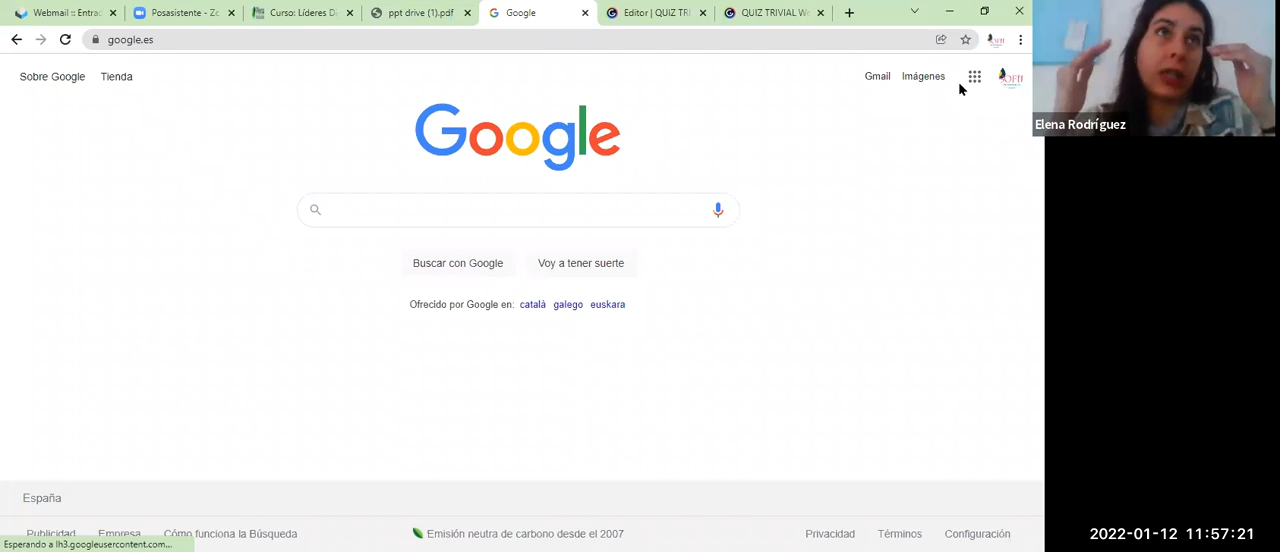 Webmail :: Entrad
Posasistente - Zo
Curso: Líderes Di
ppt drive (1).pdf
Google
Editor | QUIZ TRI
QUIZ TRIVIAL We
google.es
Sobre Google Tienda
Gmail Imágenes
Google
Buscar con Google
Voy a tener suerte
Ofrecido por Google en: català galego euskara
España
Publicidad Empresa Cómo funciona la Búsqueda
Emisión neutra de carbono desde el 2007
Privacidad Términos Configuración
Esperando a lh3.googleusercontent.com...
Elena Rodríguez
2022-01-12 11:57:21